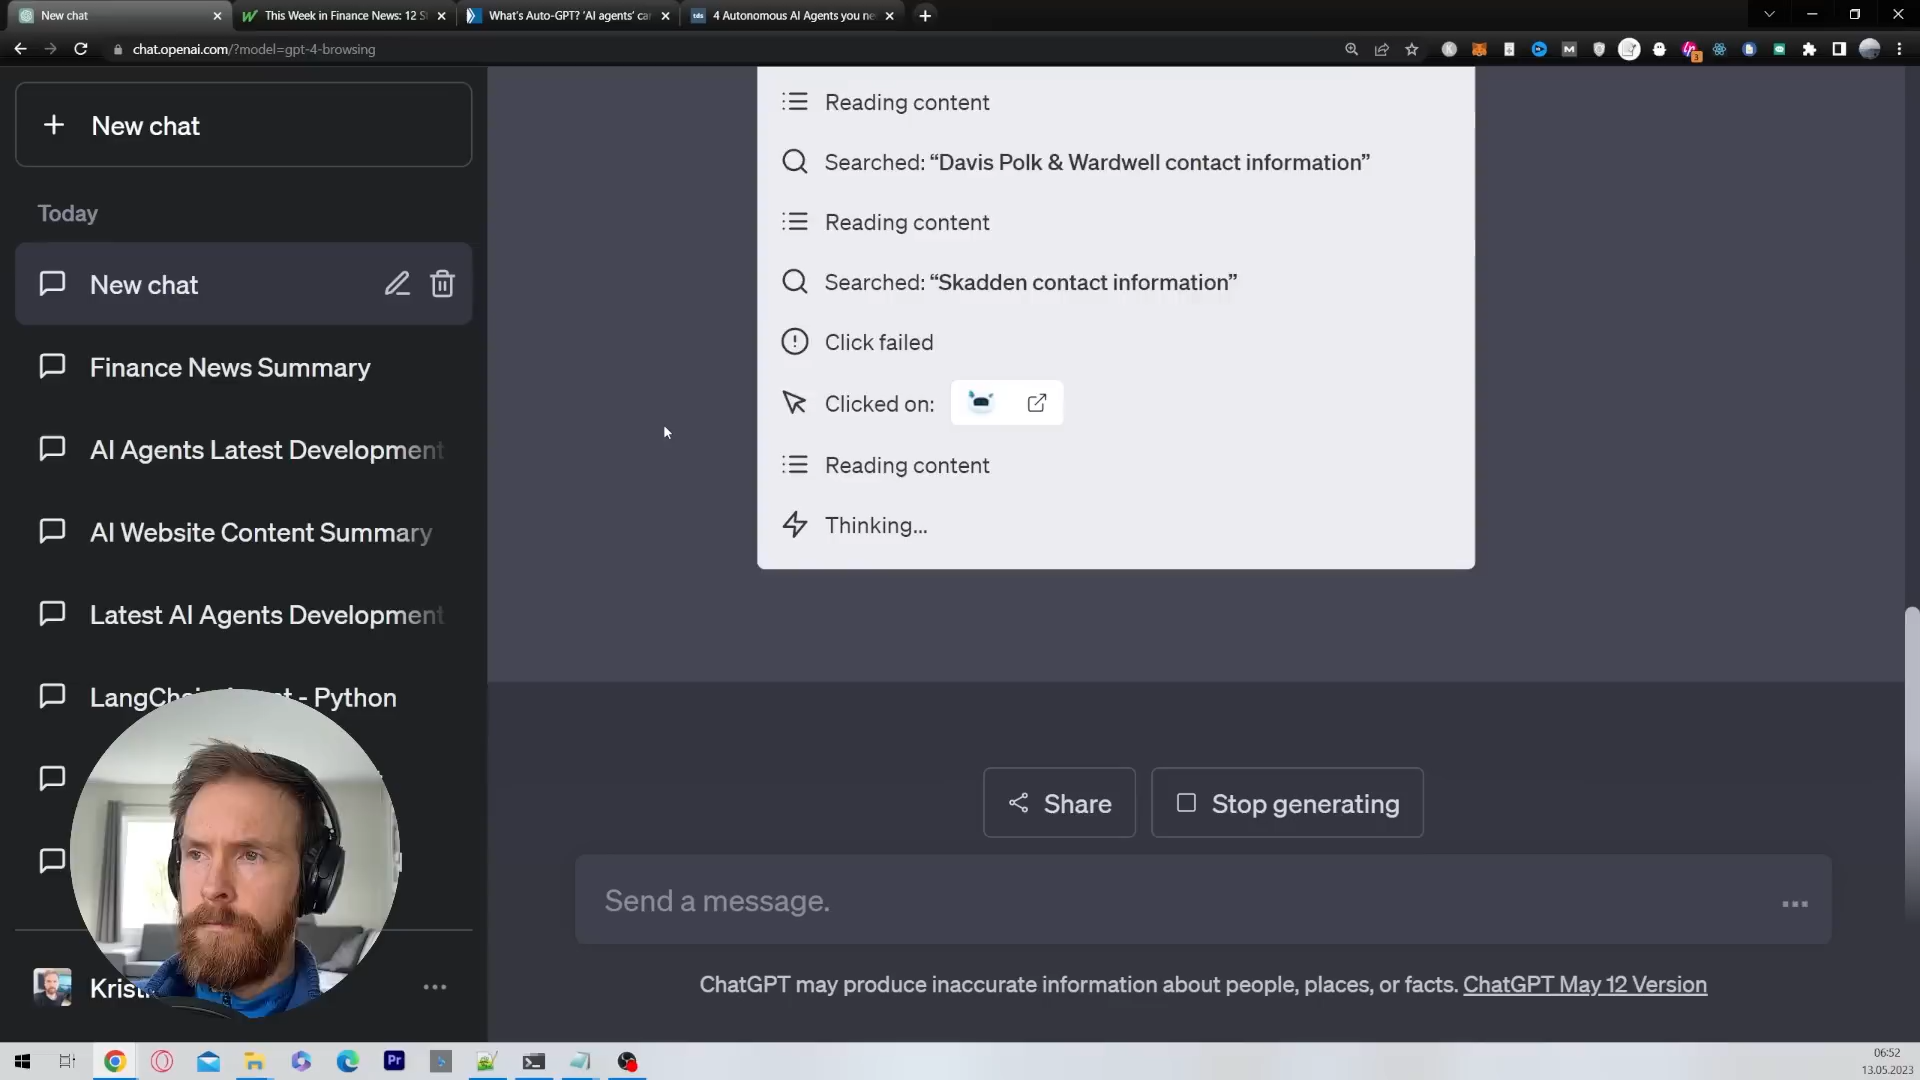 New chat
This Week in Finance News: 12 S
What's Auto-GPT? 'AI agents' ca
4 Autonomous AI Agents you ne
chat.openai.com/?model=gpt-4-browsing
New chat
Today
New chat
Finance News Summary
AI Agents Latest Development
AI Website Content Summary
Latest AI Agents Development
LangCh
- Python
Krist
Reading content
Searched: “Davis Polk & Wardwell contact information”
Reading content
Searched: “Skadden contact information”
Click failed
Clicked on:
Reading content
Thinking...
Share
Stop generating
Send a message.
ChatGPT may produce inaccurate information about people, places, or facts. ChatGPT May 12 Version
06:52
13.05.2023